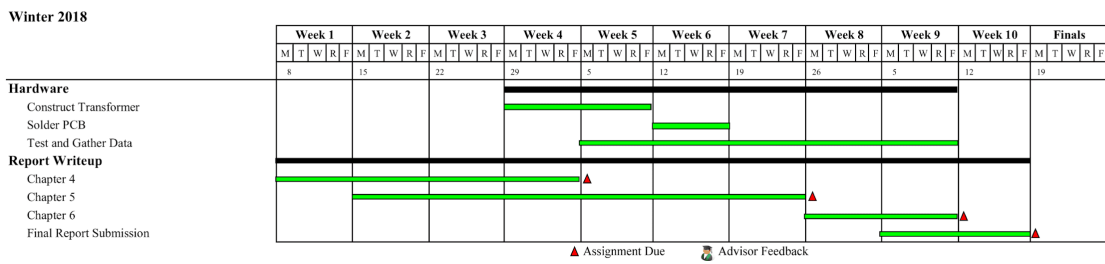 Winter 2018
Week 1 Week 2 Week 3 Week 4 Week 5 Week 6 Week 7 Week 8 Week 9 Week 10 Finals
M T W R F M T W R F M T W R F M T W R F M T W R F M T W R F M T W R F M T W R F M T W R F M T W R F M T W R F
8 15 22 29 5 12 19 26 5 12 19
Hardware
Construct Transformer
Solder PCB
Test and Gather Data
Report Writeup
Chapter 4
Chapter 5
Chapter 6
Final Report Submission
Assignment Due Advisor Feedback